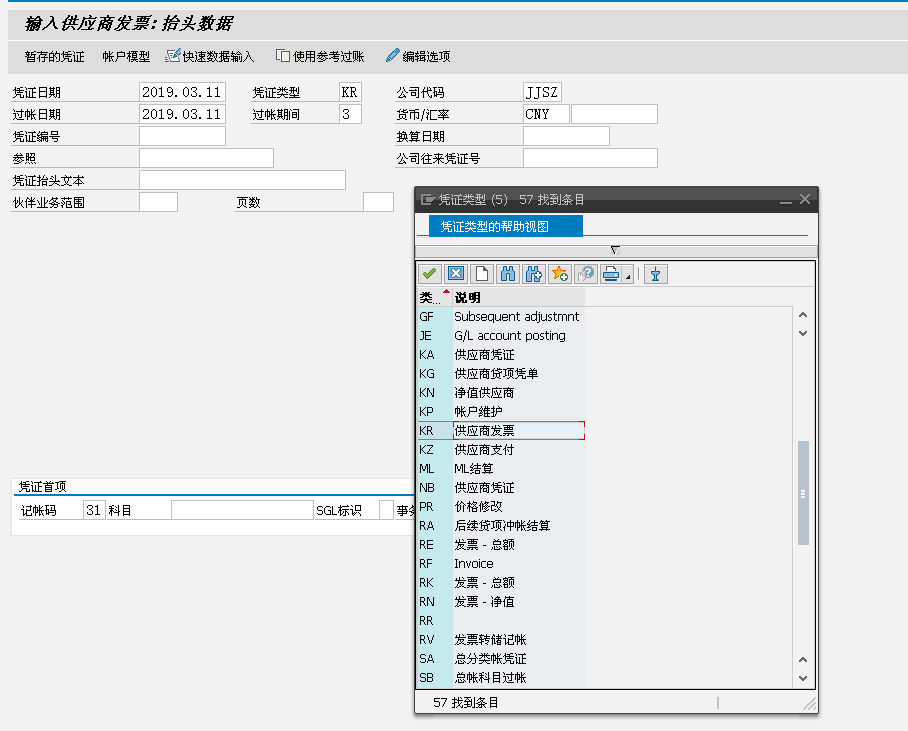 输入供应商发票: 抬头数据
暂存的凭证 帐户模型 快速数据输入 使用参考过账 编辑选项
凭证日期 2019.03.11 凭证类型 KR 公司代码 JJSZ
过帐日期 2019.03.11 过帐期间 3 货币/汇率 CNY
凭证编号 换算日期
参照 公司往来凭证号
凭证抬头文本
伙伴业务范围 页数
凭证类型 (5) 57 找到条目
凭证类型的帮助视图
类... 说明
GF Subsequent adjustmnt
JE G/L account posting
KA 供应商凭证
KG 供应商贷项凭单
KN 净值供应商
KP 帐户维护
KR 供应商发票
KZ 供应商支付
ML ML结算
NB 供应商凭证
PR 价格修改
RA 后续贷项冲帐结算
RE 发票 - 总额
RF Invoice
RK 发票 - 总额
RN 发票 - 净值
RR
RV 发票转储记帐
SA 总分类帐凭证
SB 总帐科目过帐
57 找到条目
凭证首项
记帐码 31 科目 SGL标识 事务